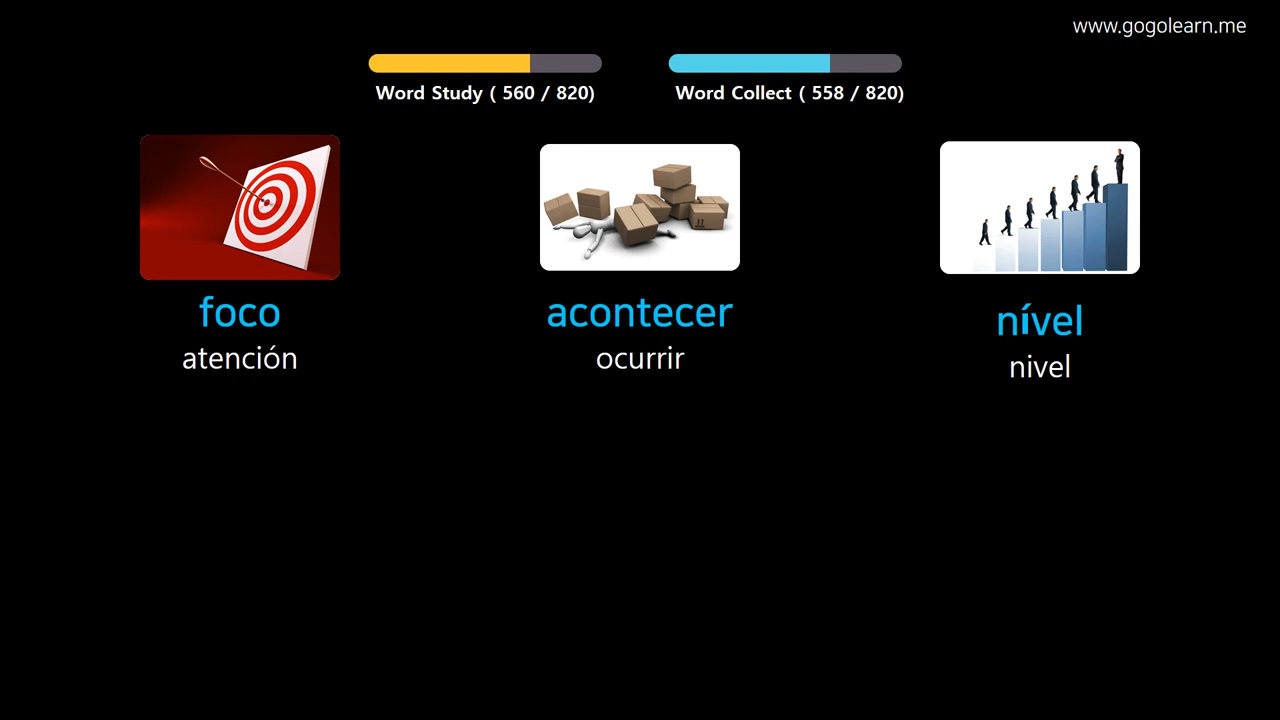 www.gogolearn.me
Word Study ( 560 / 820)
Word Collect ( 558 / 820)
foco
atención
acontecer
ocurrir
nível
nivel